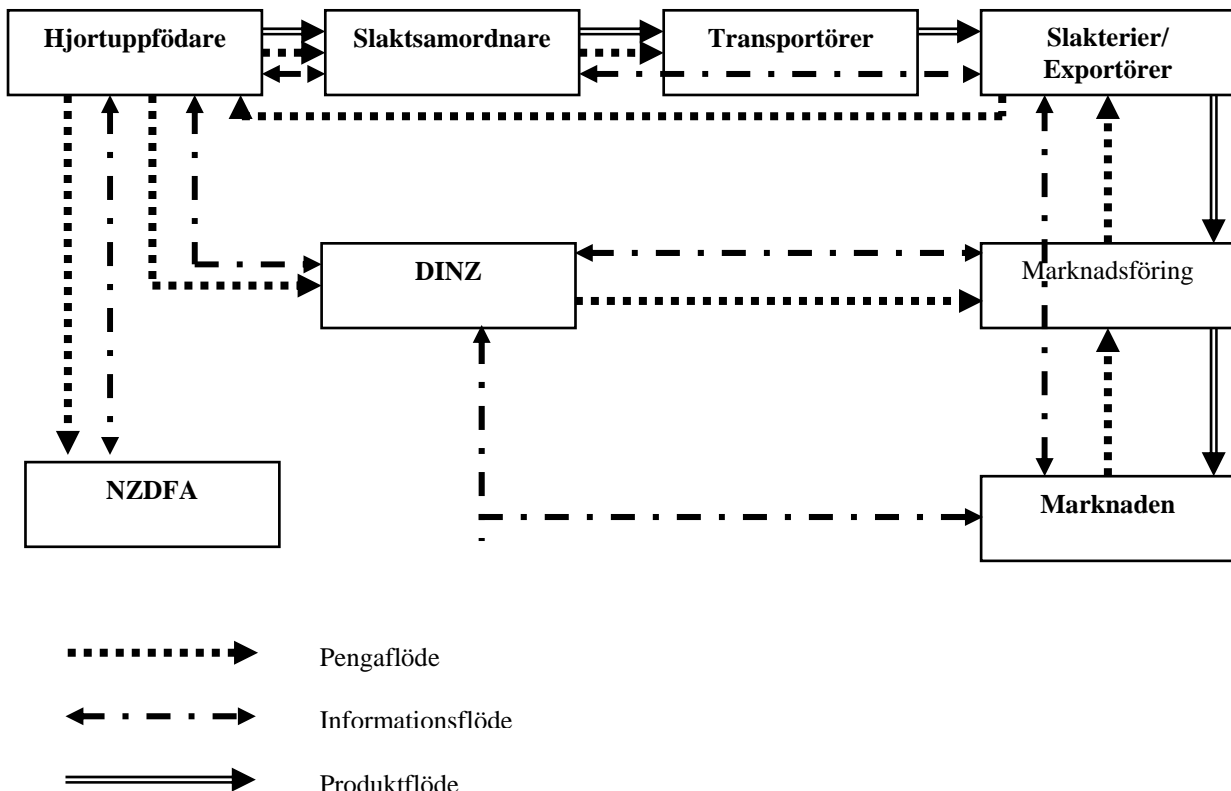 Hjortuppfödare
Slaktsamordnare
Transportörer
Slakterier/
Exportörer
DINZ
Marknadsföring
NZDFA
Marknaden
Pengaflöde
Informationsflöde
Produktflöde